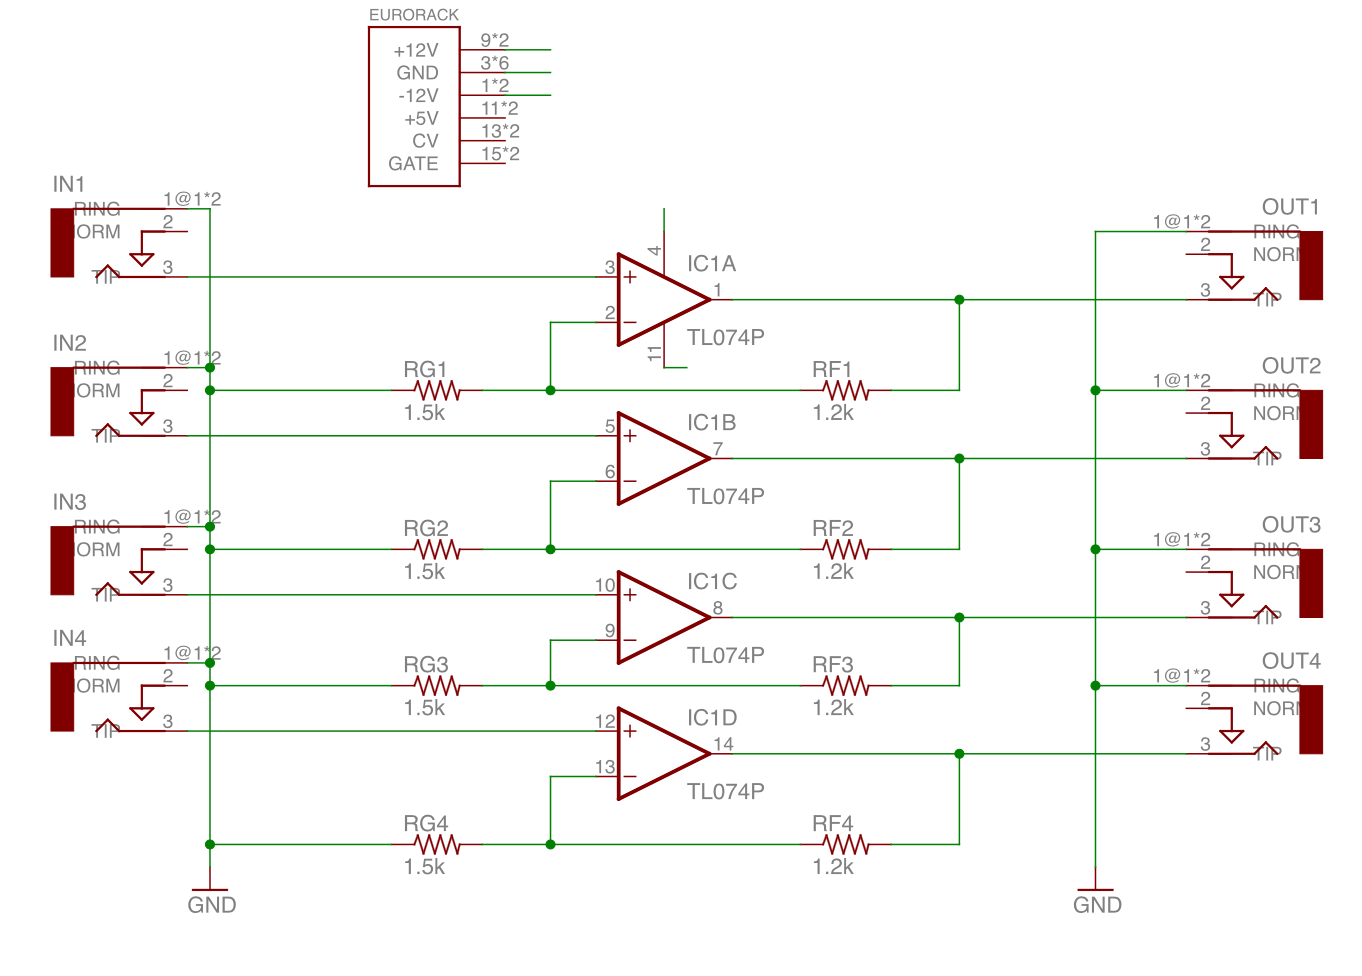 EURORACK
+12V 9*2
GND 3*6
-12V 1*2
+5V 11*2
CV 13*2
GATE 15*2
IN1
RING 1@1*2
ORM 2
TIP 3
OUT1
1@1*2 RING
2 NORM
3 TIP
4
3 + IC1A
1
2 −
11 TL074P
IN2
RING 1@1*2
ORM 2
TIP 3
RG1
1.5k
RF1
1.2k
OUT2
1@1*2 RING
2 NORM
3 TIP
5 + IC1B
7
6 −
TL074P
IN3
RING 1@1*2
ORM 2
TIP 3
RG2
1.5k
RF2
1.2k
OUT3
1@1*2 RING
2 NORM
3 TIP
10 + IC1C
8
9 −
TL074P
IN4
RING 1@1*2
ORM 2
TIP 3
RG3
1.5k
RF3
1.2k
OUT4
1@1*2 RING
2 NORM
3 TIP
12 + IC1D
14
13 −
TL074P
RG4
1.5k
RF4
1.2k
GND
GND